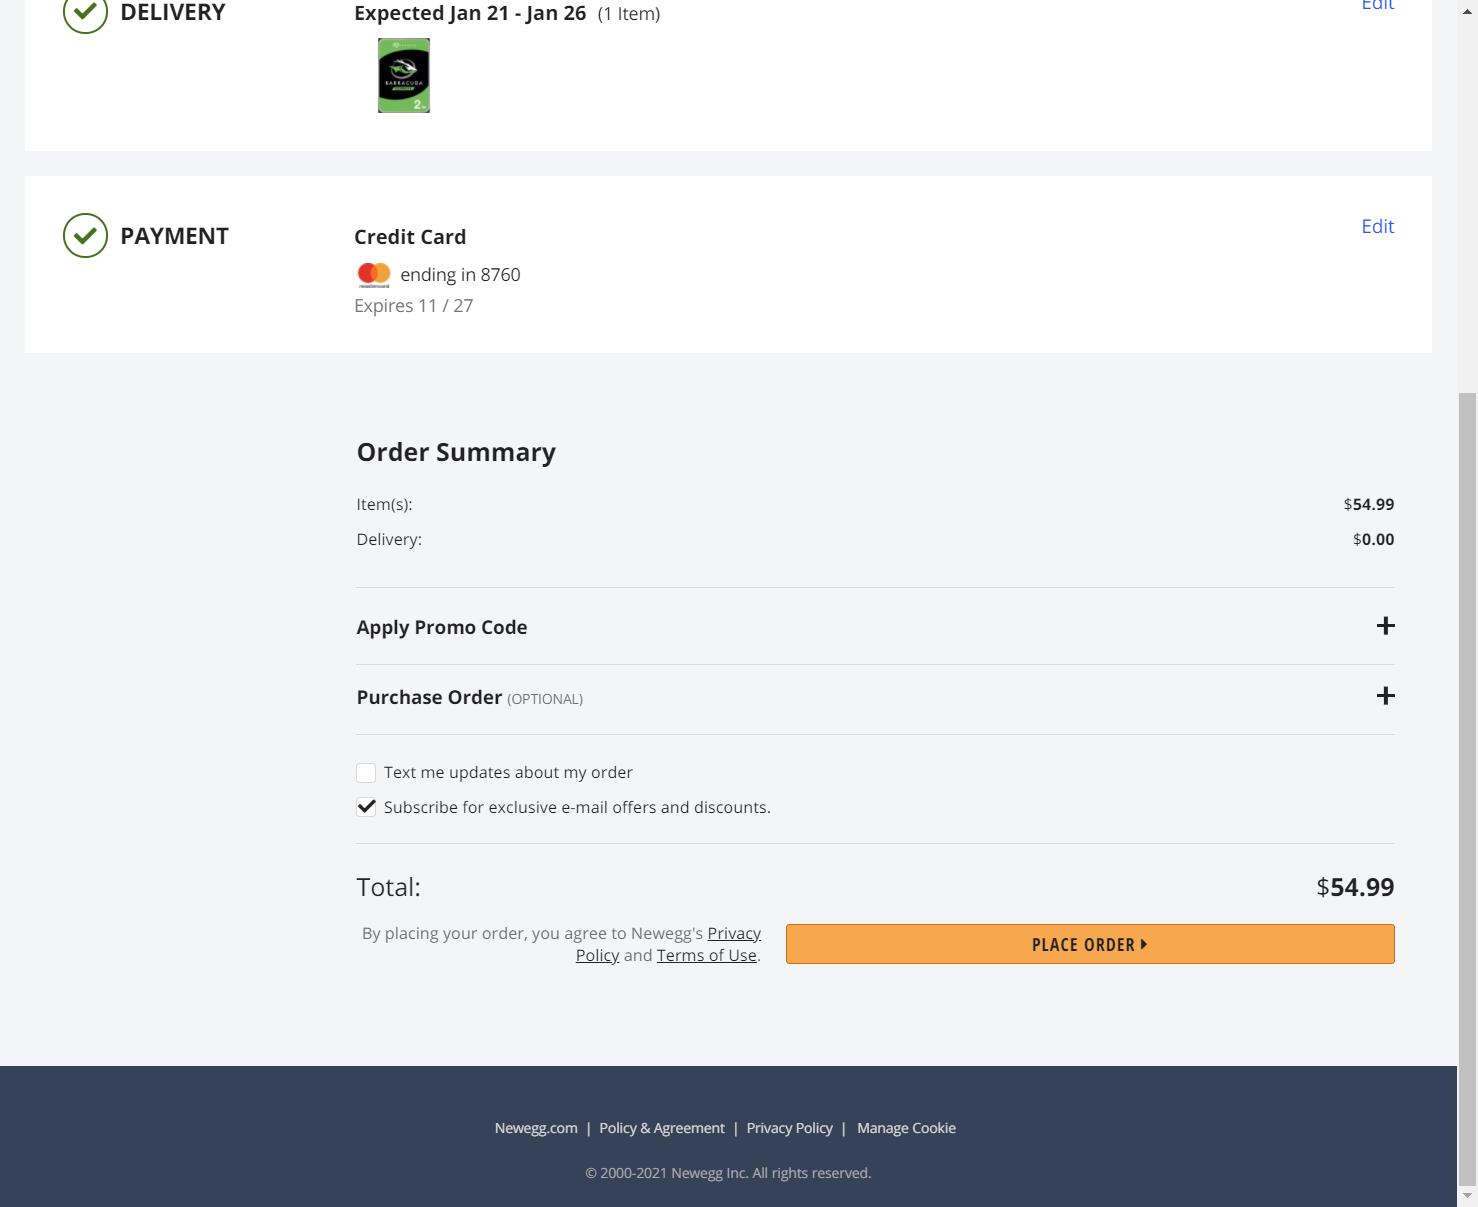 DELIVERY
Expected Jan 21 - Jan 26 (1 Item)
Edit
BARRACUDA
2
PAYMENT
Credit Card
Edit
mastercard
ending in 8760
Expires 11 / 27
Order Summary
Item(s): $54.99
Delivery: $0.00
Apply Promo Code
Purchase Order (OPTIONAL)
Text me updates about my order
Subscribe for exclusive e-mail offers and discounts.
Total: $54.99
By placing your order, you agree to Newegg's Privacy
Policy and Terms of Use.
PLACE ORDER
Newegg.com | Policy & Agreement | Privacy Policy | Manage Cookie
© 2000-2021 Newegg Inc. All rights reserved.